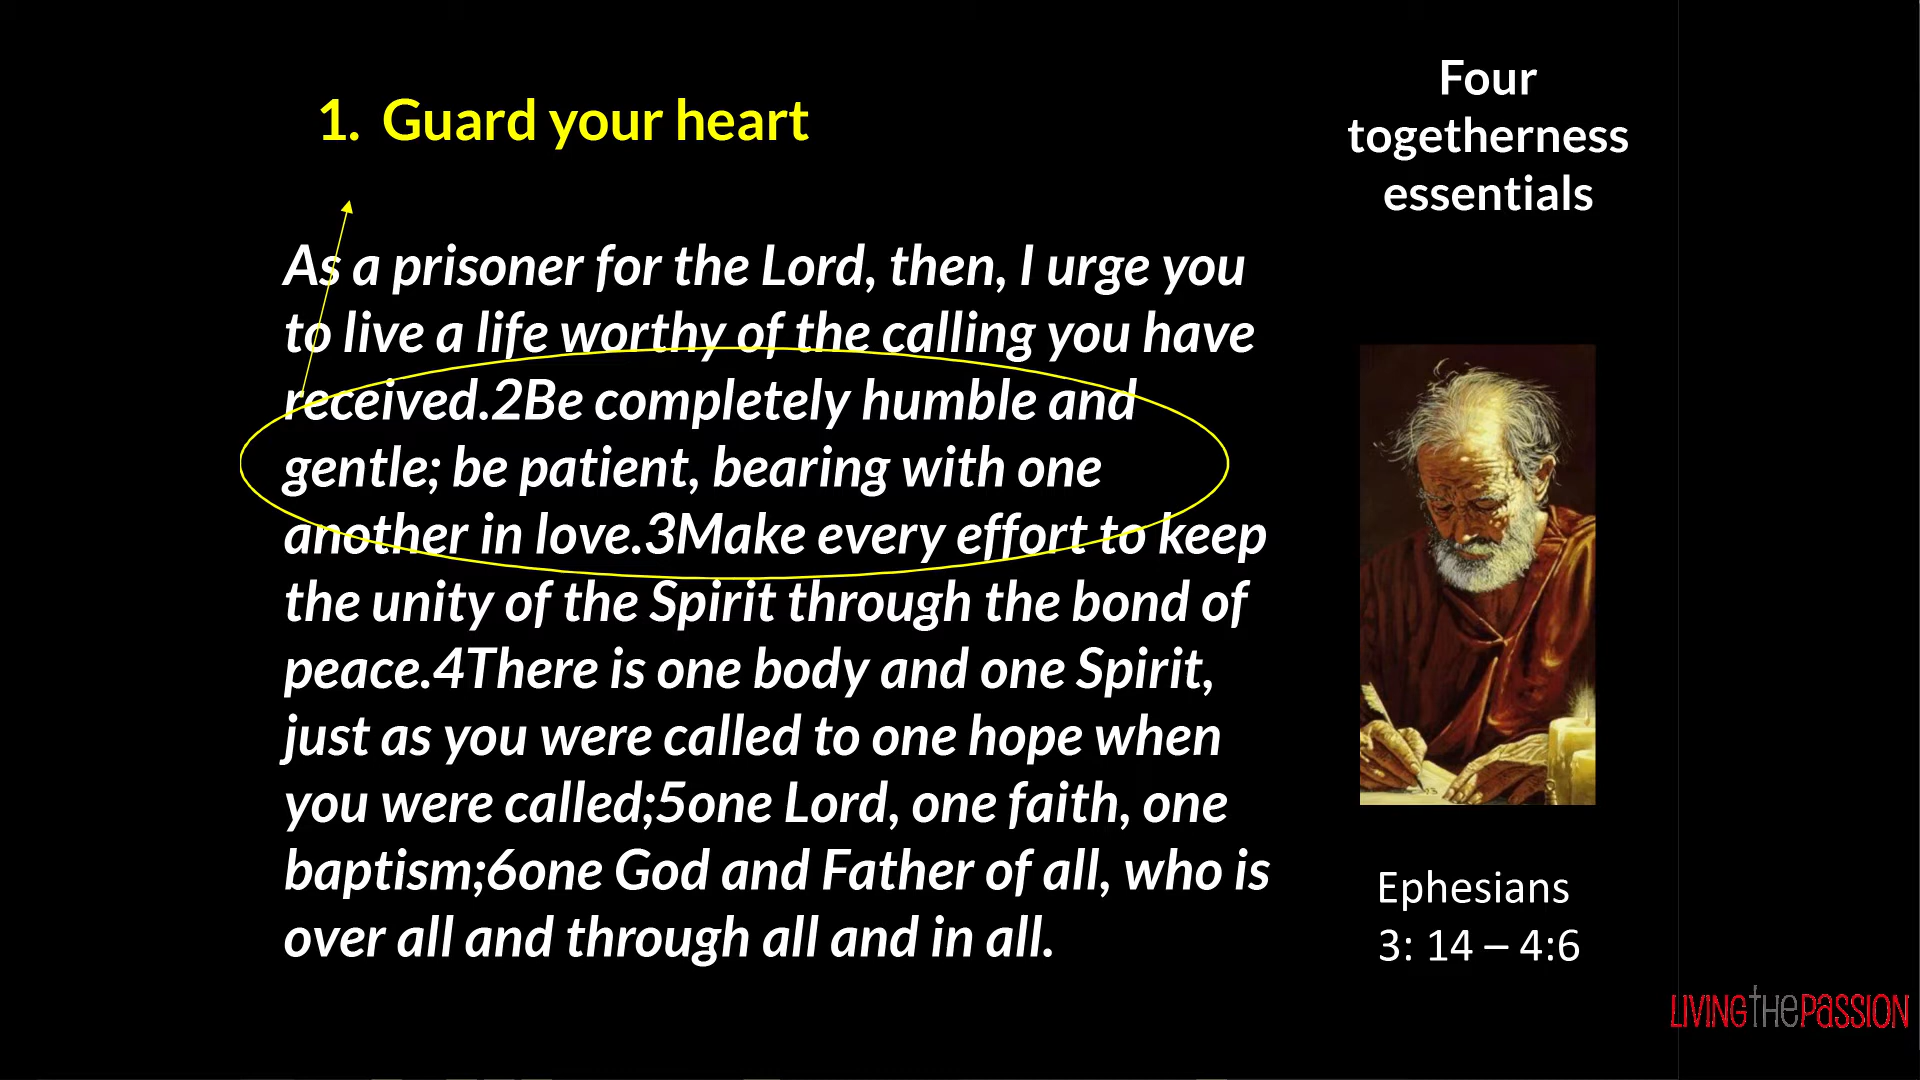 1. Guard your heart
As a prisoner for the Lord, then, I urge you
to live a life worthy of the calling you have
received.2Be completely humble and
gentle; be patient, bearing with one
another in love.3Make every effort to keep
the unity of the Spirit through the bond of
peace.4There is one body and one Spirit,
just as you were called to one hope when
you were called;5one Lord, one faith, one
baptism;6one God and Father of all, who is
over all and through all and in all.
Four
togetherness
essentials
Ephesians
3: 14 – 4:6
LIVINGTHEPASSION